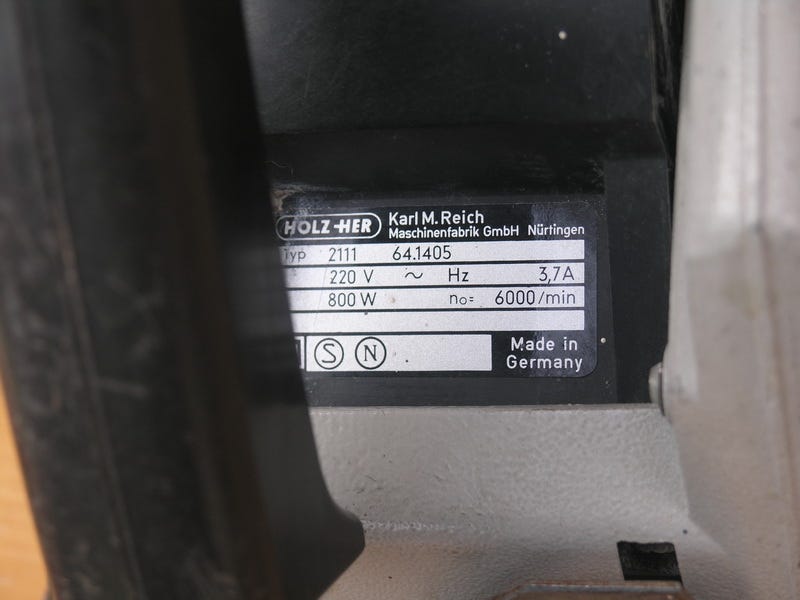 HOLZ-HER Karl M. Reich
Maschinenfabrik GmbH Nürtingen
Typ 2111 64.1405
220 V ~ Hz 3,7A
800 W n₀= 6000/min
S N
Made in
Germany